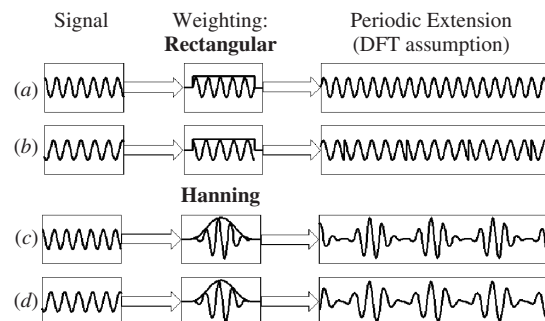 Signal Weighting: Periodic Extension
Rectangular (DFT assumption)
(a)
(b)
Hanning
(c)
(d)